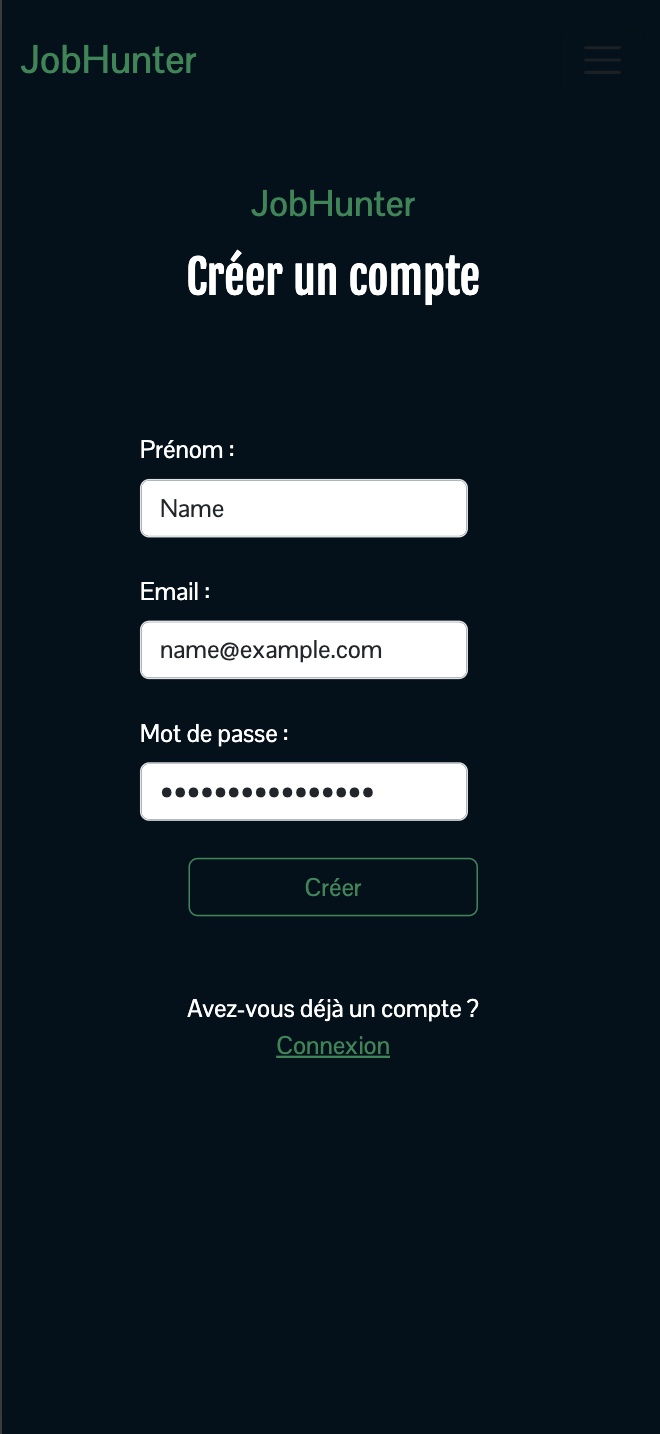 JobHunter
JobHunter
Créer un compte
Prénom :
Name
Email :
name@example.com
Mot de passe :
••••••••••••••••
Créer
Avez-vous déjà un compte ?
Connexion